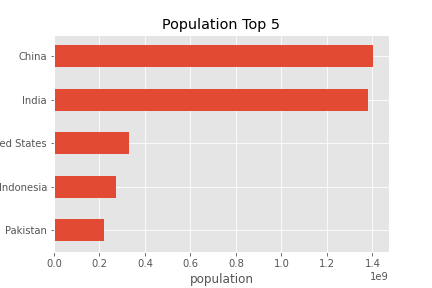 Population Top 5
China
India
ed States
Indonesia
Pakistan
0.0 0.2 0.4 0.6 0.8 1.0 1.2 1.4
1e9
population